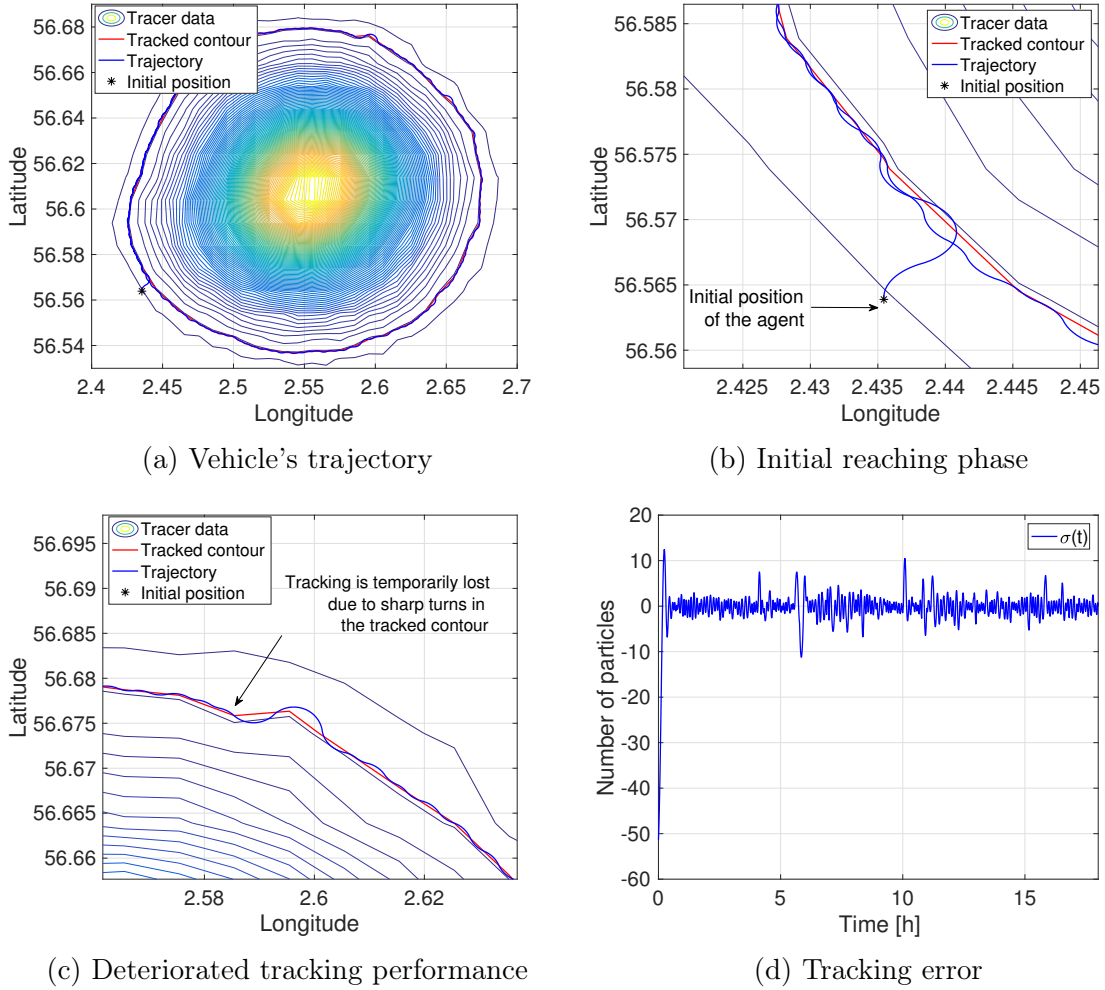 56.68
56.66
56.64
56.62
56.6
56.58
56.56
56.54
Latitude
2.4
2.45
2.5
2.55
2.6
2.65
2.7
Longitude
Tracer data
Tracked contour
Trajectory
Initial position
(a) Vehicle's trajectory
56.585
56.58
56.575
56.57
56.565
56.56
Latitude
2.425
2.43
2.435
2.44
2.445
2.45
Longitude
Tracer data
Tracked contour
Trajectory
Initial position
Initial position
of the agent
(b) Initial reaching phase
56.695
56.69
56.685
56.68
56.675
56.67
56.665
56.66
Latitude
2.58
2.6
2.62
Longitude
Tracer data
Tracked contour
Trajectory
Initial position
Tracking is temporarily lost
due to sharp turns in
the tracked contour
(c) Deteriorated tracking performance
20
10
0
-10
-20
-30
-40
-50
-60
Number of particles
0
5
10
15
Time [h]
σ(t)
(d) Tracking error